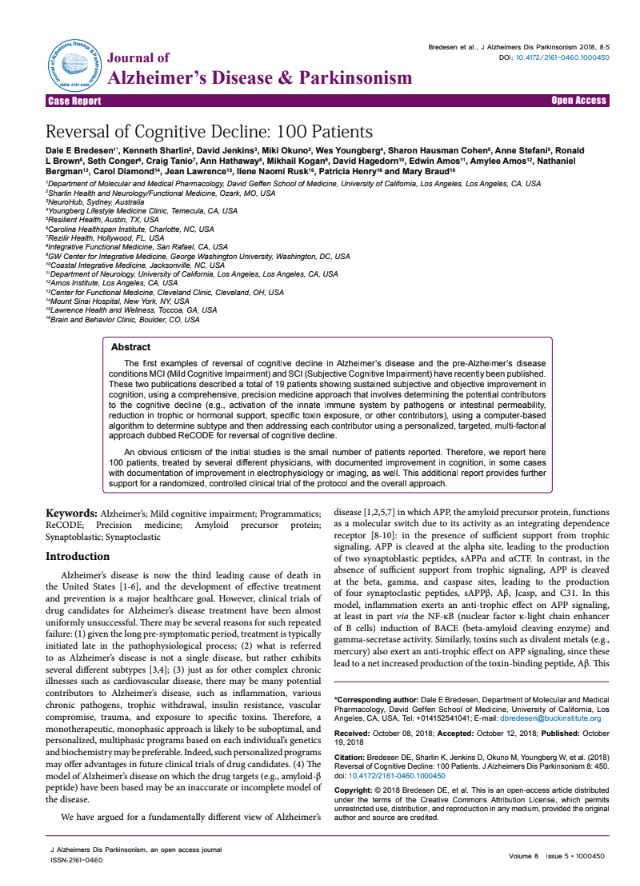 Bredesen et al., J Alzheimers Dis Parkinsonism 2018, 8:5
DOI: 10.4172/2161-0460.1000450
Journal of
Alzheimer’s Disease & Parkinsonism
Case Report
Open Access
Reversal of Cognitive Decline: 100 Patients
Dale E Bredesen1*, Kenneth Sharlin2, David Jenkins3, Miki Okuno3, Wes Youngberg4, Sharon Hausman Cohen5, Anne Stefani5, Ronald
L Brown6, Seth Conger6, Craig Tanio7, Ann Hathaway8, Mikhail Kogan9, David Hagedorn10, Edwin Amos11, Amylee Amos12, Nathaniel
Bergman13, Carol Diamond14, Jean Lawrence15, Ilene Naomi Rusk16, Patricia Henry16 and Mary Braud16
1Department of Molecular and Medical Pharmacology, David Geffen School of Medicine, University of California, Los Angeles, Los Angeles, CA, USA
2Sharlin Health and Neurology/Functional Medicine, Ozark, MO, USA
3NeuroHub, Sydney, Australia
4Youngberg Lifestyle Medicine Clinic, Temecula, CA, USA
5Resilient Health, Austin, TX, USA
6Carolina Healthspan Institute, Charlotte, NC, USA
7Rezilir Health, Hollywood, FL, USA
8Integrative Functional Medicine, San Rafael, CA, USA
9GW Center for Integrative Medicine, George Washington University, Washington, DC, USA
10Coastal Integrative Medicine, Jacksonville, NC, USA
11Department of Neurology, University of California, Los Angeles, Los Angeles, CA, USA
12Amos Institute, Los Angeles, CA, USA
13Center for Functional Medicine, Cleveland Clinic, Cleveland, OH, USA
14Mount Sinai Hospital, New York, NY, USA
15Lawrence Health and Wellness, Toccoa, GA, USA
16Brain and Behavior Clinic, Boulder, CO, USA
Abstract
The first examples of reversal of cognitive decline in Alzheimer’s disease and the pre-Alzheimer’s disease
conditions MCI (Mild Cognitive Impairment) and SCI (Subjective Cognitive Impairment) have recently been published.
These two publications described a total of 19 patients showing sustained subjective and objective improvement in
cognition, using a comprehensive, precision medicine approach that involves determining the potential contributors
to the cognitive decline (e.g., activation of the innate immune system by pathogens or intestinal permeability,
reduction in trophic or hormonal support, specific toxin exposure, or other contributors), using a computer-based
algorithm to determine subtype and then addressing each contributor using a personalized, targeted, multi-factorial
approach dubbed ReCODE for reversal of cognitive decline.
An obvious criticism of the initial studies is the small number of patients reported. Therefore, we report here
100 patients, treated by several different physicians, with documented improvement in cognition, in some cases
with documentation of improvement in electrophysiology or imaging, as well. This additional report provides further
support for a randomized, controlled clinical trial of the protocol and the overall approach.
Keywords: Alzheimer’s; Mild cognitive impairment; Programmatics;
ReCODE; Precision medicine; Amyloid precursor protein;
Synaptoblastic; Synaptoclastic
Introduction
Alzheimer’s disease is now the third leading cause of death in
the United States [1-6], and the development of effective treatment
and prevention is a major healthcare goal. However, clinical trials of
drug candidates for Alzheimer’s disease treatment have been almost
uniformly unsuccessful. There may be several reasons for such repeated
failure: (1) given the long pre-symptomatic period, treatment is typically
initiated late in the pathophysiological process; (2) what is referred
to as Alzheimer’s disease is not a single disease, but rather exhibits
several different subtypes [3,4]; (3) just as for other complex chronic
illnesses such as cardiovascular disease, there may be many potential
contributors to Alzheimer’s disease, such as inflammation, various
chronic pathogens, trophic withdrawal, insulin resistance, vascular
compromise, trauma, and exposure to specific toxins. Therefore, a
monotherapeutic, monophasic approach is likely to be suboptimal, and
personalized, multiphasic programs based on each individual’s genetics
and biochemistry may be preferable. Indeed, such personalized programs
may offer advantages in future clinical trials of drug candidates. (4) The
model of Alzheimer’s disease on which the drug targets (e.g., amyloid-β
peptide) have been based may be an inaccurate or incomplete model of
the disease.
We have argued for a fundamentally different view of Alzheimer’s
disease [1,2,5,7] in which APP, the amyloid precursor protein, functions
as a molecular switch due to its activity as an integrating dependence
receptor [8-10]: in the presence of sufficient support from trophic
signaling, APP is cleaved at the alpha site, leading to the production
of two synaptoblastic peptides, sAPPα and αCTF. In contrast, in the
absence of sufficient support from trophic signaling, APP is cleaved
at the beta, gamma, and caspase sites, leading to the production
of four synaptoclastic peptides, sAPPβ, Aβ, Jcasp, and C31. In this
model, inflammation exerts an anti-trophic effect on APP signaling,
at least in part via the NF-κB (nuclear factor κ-light chain enhancer
of B cells) induction of BACE (beta-amyloid cleaving enzyme) and
gamma-secretase activity. Similarly, toxins such as divalent metals (e.g.,
mercury) also exert an anti-trophic effect on APP signaling, since these
lead to a net increased production of the toxin-binding peptide, Aβ. This
*Corresponding author: Dale E Bredesen, Department of Molecular and Medical
Pharmacology, David Geffen School of Medicine, University of California, Los
Angeles, CA, USA, Tel: +014152541041; E-mail: dbredesen@buckinstitute.org
Received: October 08, 2018; Accepted: October 12, 2018; Published: October
19, 2018
Citation: Bredesen DE, Sharlin K, Jenkins D, Okuno M, Youngberg W, et al. (2018)
Reversal of Cognitive Decline: 100 Patients. J Alzheimers Dis Parkinsonism 8: 450.
doi: 10.4172/2161-0460.1000450
Copyright: © 2018 Bredesen DE, et al. This is an open-access article distributed
under the terms of the Creative Commons Attribution License, which permits
unrestricted use, distribution, and reproduction in any medium, provided the original
author and source are credited.
J Alzheimers Dis Parkinsonism, an open access journal
ISSN:2161-0460
Volume 8 Issue 5 • 1000450